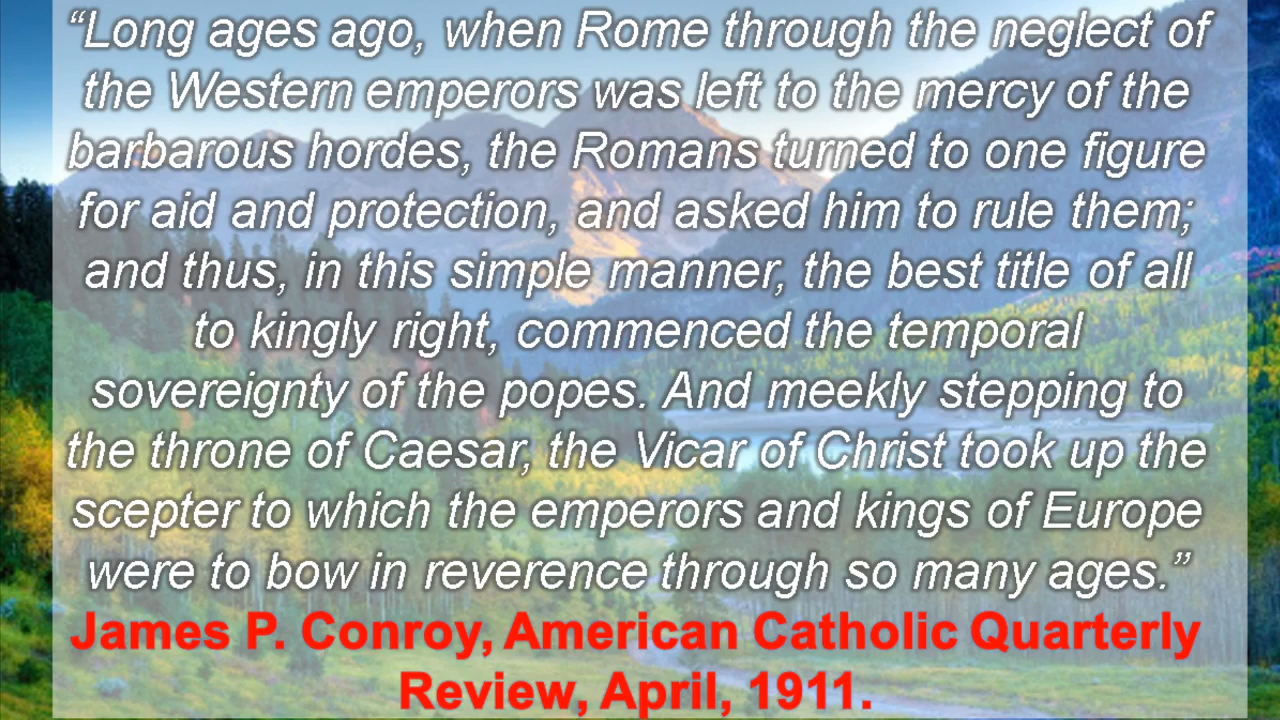 “Long ages ago, when Rome through the neglect of
the Western emperors was left to the mercy of the
barbarous hordes, the Romans turned to one figure
for aid and protection, and asked him to rule them;
and thus, in this simple manner, the best title of all
to kingly right, commenced the temporal
sovereignty of the popes. And meekly stepping to
the throne of Caesar, the Vicar of Christ took up the
scepter to which the emperors and kings of Europe
were to bow in reverence through so many ages.”
James P. Conroy, American Catholic Quarterly
Review, April, 1911.